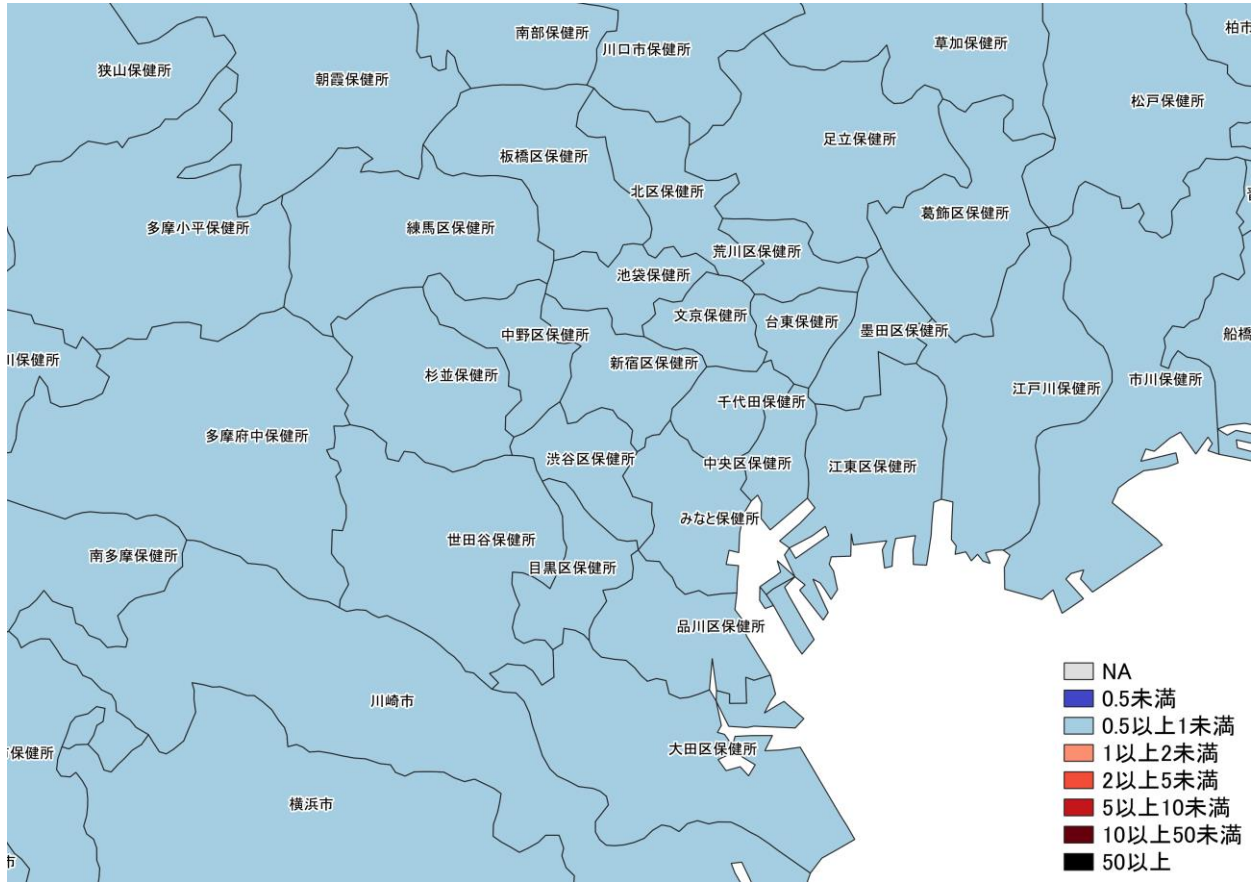 南部保健所
柏市
川口市保健所
草加保健所
狭山保健所
朝霞保健所
松戸保健所
足立保健所
板橋区保健所
北区保健所
葛飾区保健所
多摩小平保健所
練馬区保健所
荒川区保健所
池袋保健所
文京保健所
台東保健所
墨田区保健所
中野区保健所
船橋
川保健所
新宿区保健所
杉並保健所
市川保健所
江戸川保健所
千代田保健所
多摩府中保健所
渋谷区保健所
中央区保健所
江東区保健所
みなと保健所
世田谷保健所
南多摩保健所
目黒区保健所
品川区保健所
川崎市
大田区保健所
保健所
横浜市
市
NA
0.5未満
0.5以上1未満
1以上2未満
2以上5未満
5以上10未満
10以上50未満
50以上